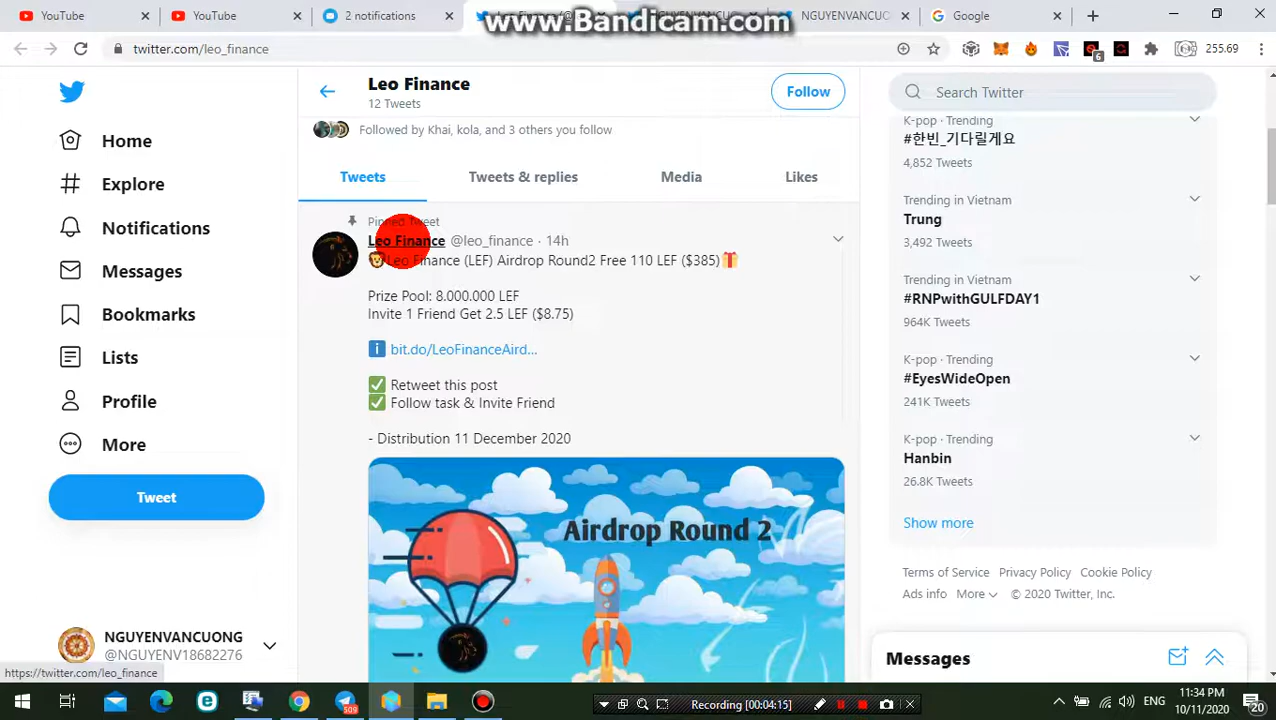 www.Bandicam.com
YouTube
YouTube
2 notifications
NGUYENVANCUO
Google
twitter.com/leo_finance
6
255.69
Leo Finance
12 Tweets
Follow
Followed by Khai, kola, and 3 others you follow
Tweets
Tweets & replies
Media
Likes
Home
Explore
Notifications
Messages
Bookmarks
Lists
Profile
More
Tweet
NGUYENVANCUONG
@NGUYENV18682276
https://twitter.com/leo_finance
Pinned Tweet
Leo Finance @leo_finance · 14h
🦁Leo Finance (LEF) Airdrop Round2 Free 110 LEF ($385)🎁
Prize Pool: 8.000.000 LEF
Invite 1 Friend Get 2.5 LEF ($8.75)
ℹ️ bit.do/LeoFinanceAird...
✅ Retweet this post
✅ Follow task & Invite Friend
- Distribution 11 December 2020
Airdrop Round 2
Search Twitter
K-pop · Trending
#한빈_기다릴게요
4,852 Tweets
Trending in Vietnam
Trung
3,492 Tweets
Trending in Vietnam
#RNPwithGULFDAY1
964K Tweets
K-pop · Trending
#EyesWideOpen
241K Tweets
K-pop · Trending
Hanbin
26.8K Tweets
Show more
Terms of Service Privacy Policy Cookie Policy
Ads info More © 2020 Twitter, Inc.
Messages
509
Recording [00:04:15]
ENG
11:34 PM
10/11/2020
20